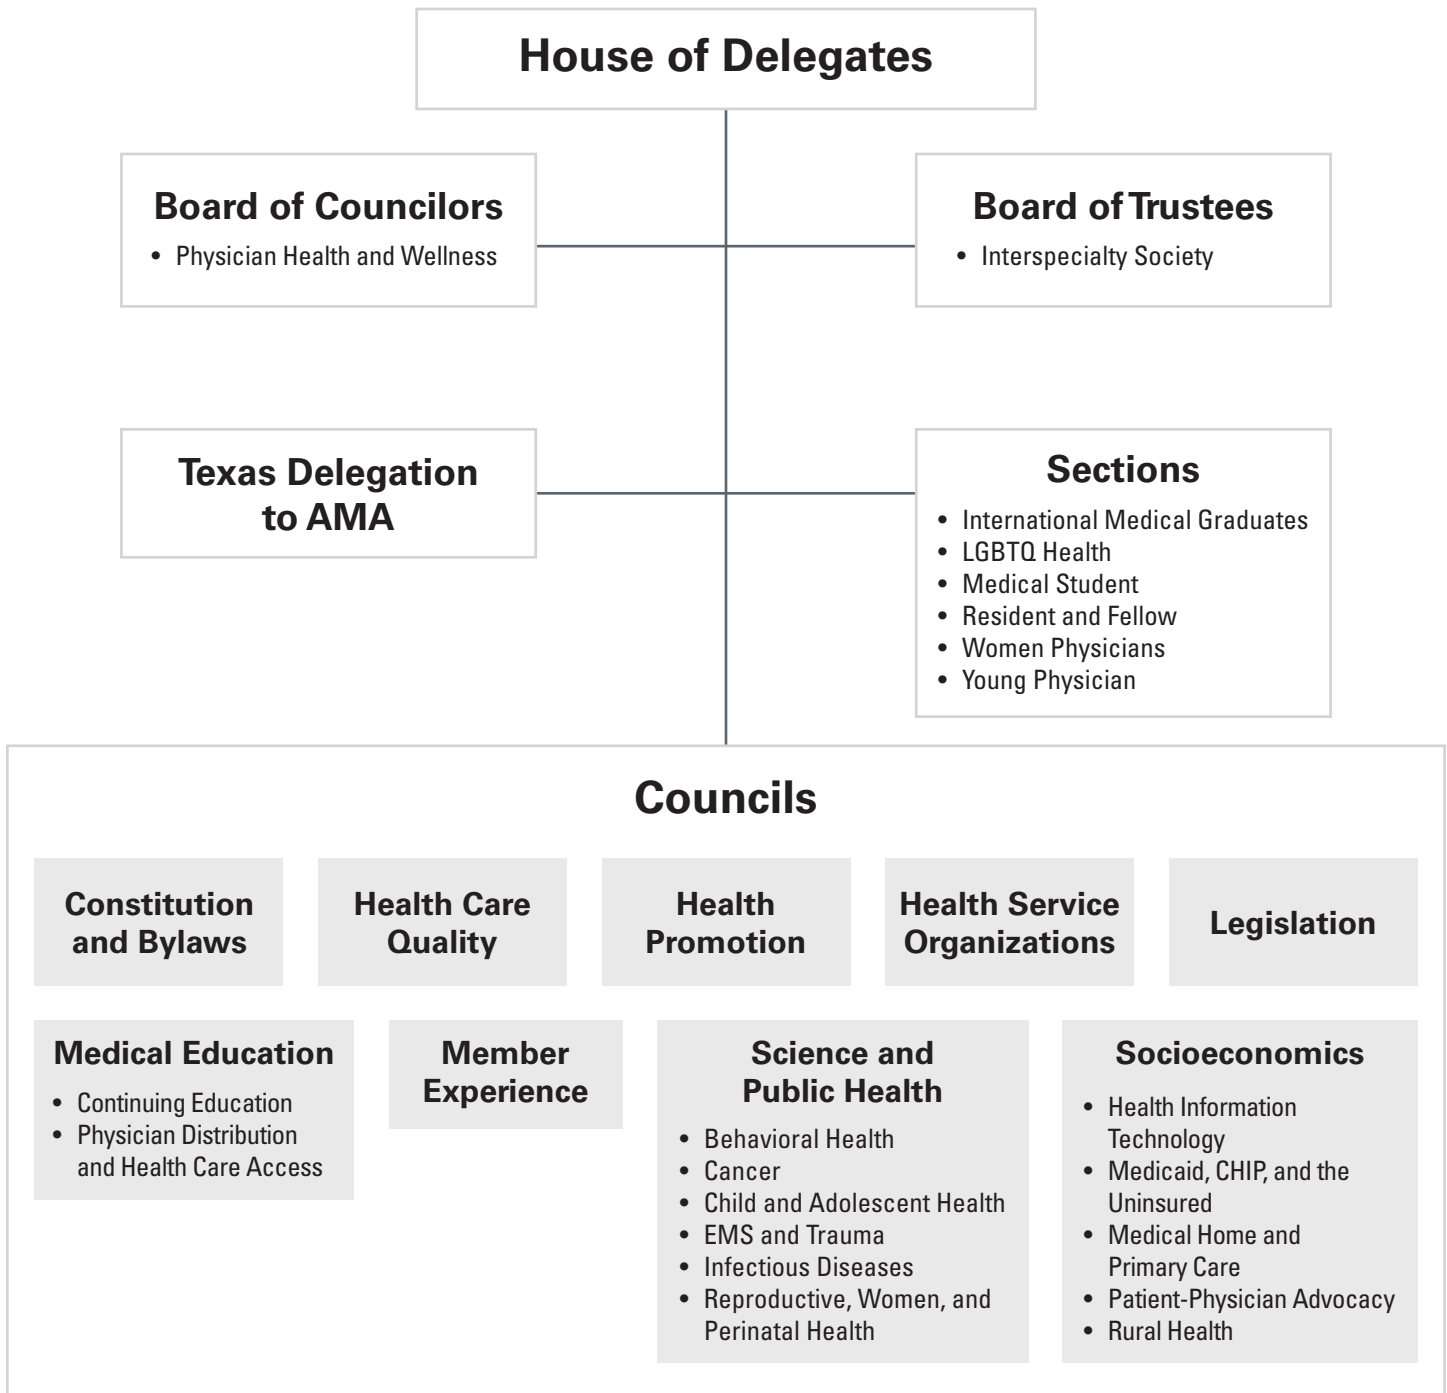 House of Delegates
Board of Councilors
• Physician Health and Wellness
Board of Trustees
• Interspecialty Society
Texas Delegation
to AMA
Sections
• International Medical Graduates
• LGBTQ Health
• Medical Student
• Resident and Fellow
• Women Physicians
• Young Physician
Councils
Constitution
and Bylaws
Health Care
Quality
Health
Promotion
Health Service
Organizations
Legislation
Medical Education
• Continuing Education
• Physician Distribution
and Health Care Access
Member
Experience
Science and
Public Health
• Behavioral Health
• Cancer
• Child and Adolescent Health
• EMS and Trauma
• Infectious Diseases
• Reproductive, Women, and
Perinatal Health
Socioeconomics
• Health Information
Technology
• Medicaid, CHIP, and the
Uninsured
• Medical Home and
Primary Care
• Patient-Physician Advocacy
• Rural Health